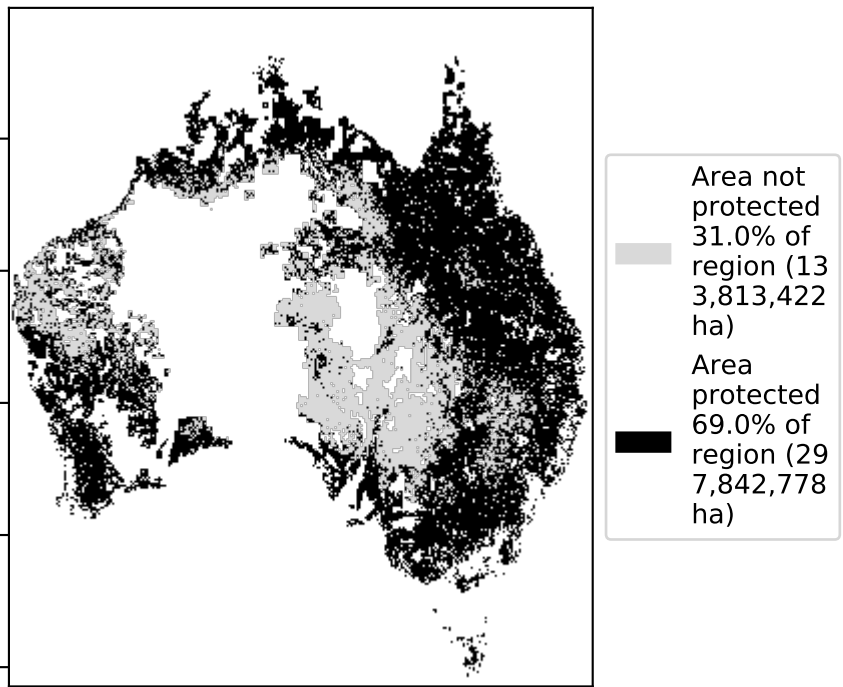 Area not
protected
31.0% of
region (13
3,813,422
ha)
Area
protected
69.0% of
region (29
7,842,778
ha)